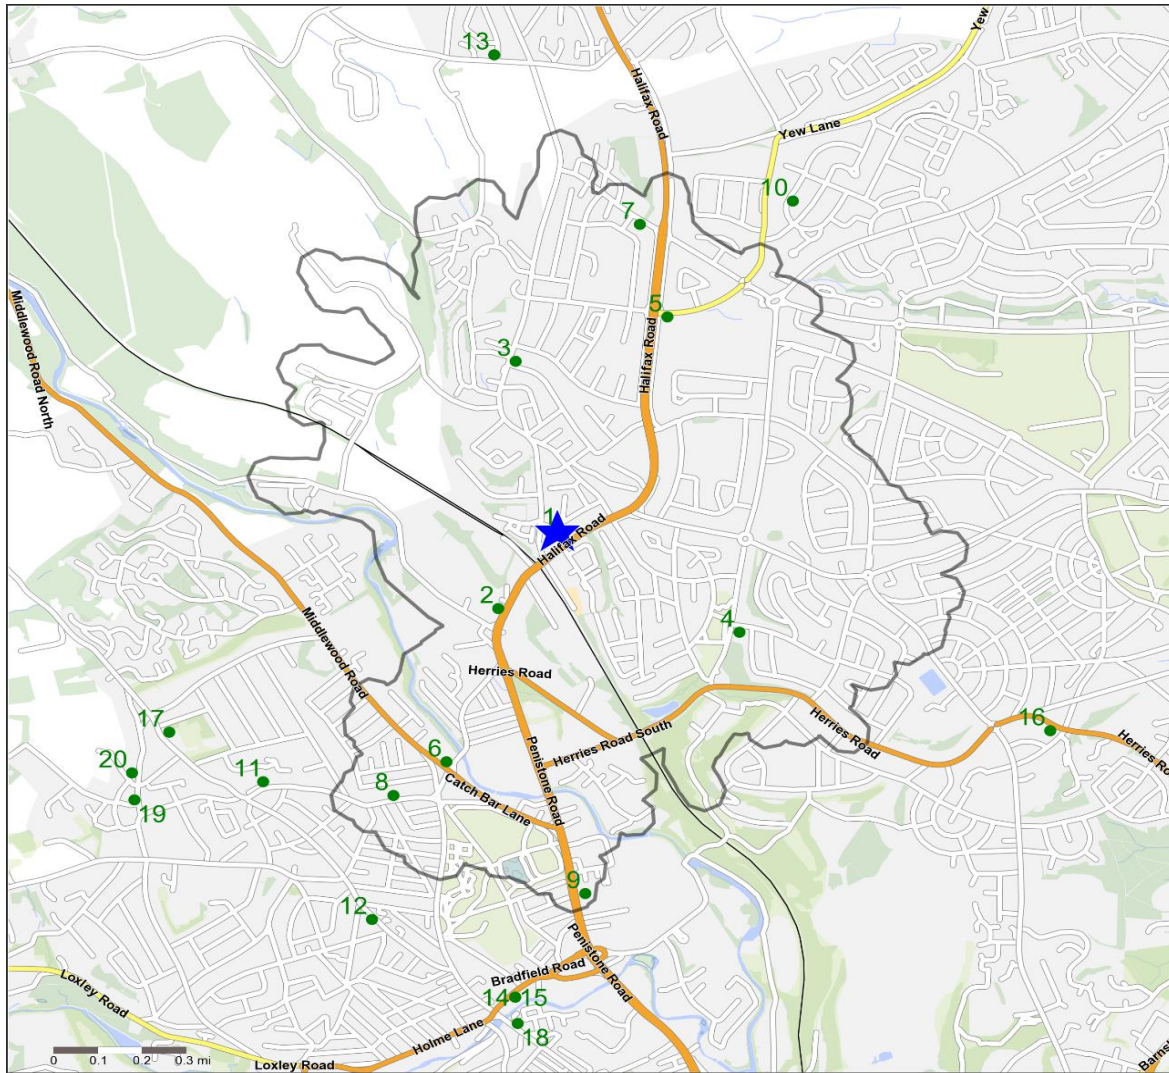 13
Halifax Road
Yew
Yew Lane
10
7
5
Halifax Road
3
Middlewood Road North
1
Halifax Road
2
4
Middlewood Road
Herries Road
17
Herries Road South
Herries Road
16
Herries Ro
6
20
11
Penistone Road
Catch Bar Lane
8
19
9
12
Penistone Road
Bradfield Road
Loxley Road
14
15
18
Holme Lane
Loxley Road
0 0.1 0.2 0.3 mi
Barnsl